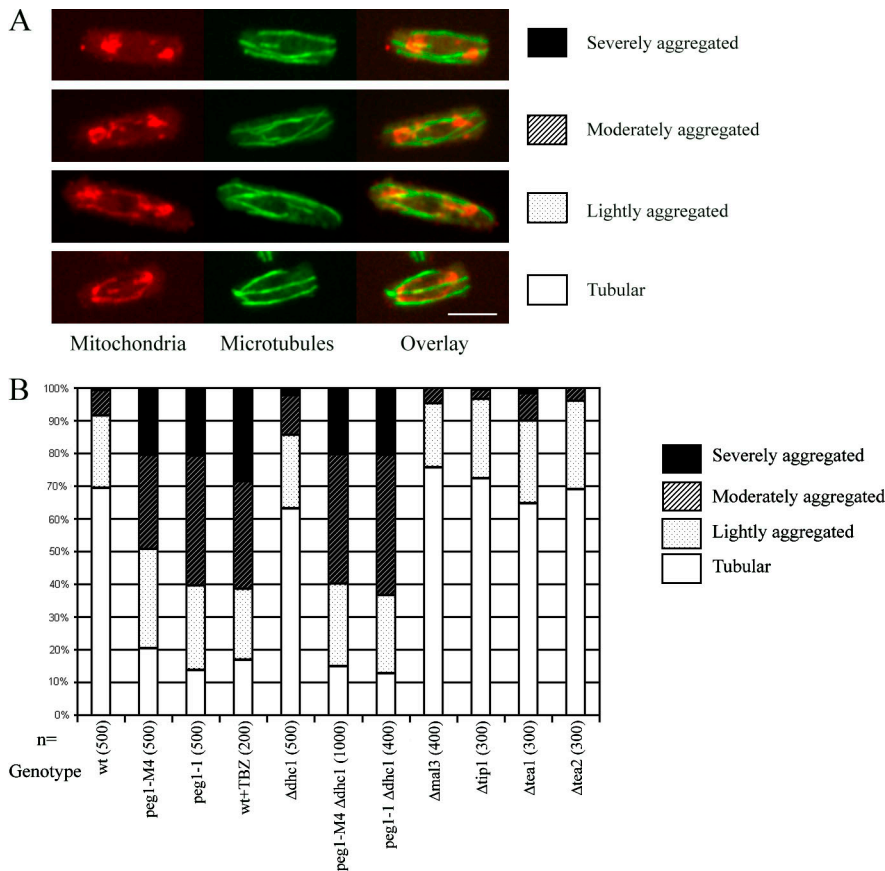 A
Severely aggregated
Moderately aggregated
Lightly aggregated
Tubular
Mitochondria Microtubules Overlay
B
100%
90%
80%
70%
60%
50%
40%
30%
20%
10%
0%
Severely aggregated
Moderately aggregated
Lightly aggregated
Tubular
n=
Genotype
wt (500)
peg1-M4 (500)
peg1-1 (500)
wt+TBZ (200)
Δdhc1 (500)
peg1-M4 Δdhc1 (1000)
peg1-1 Δdhc1 (400)
Δmal3 (400)
Δtip1 (300)
Δtea1 (300)
Δtea2 (300)